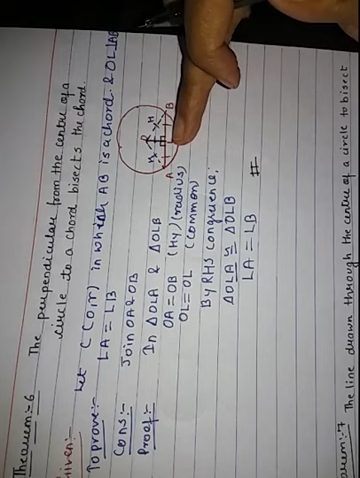 Theorem:-6 The perpendicular from the centre of a
circle to a chord bisects the chord.
Given:- Let C(O,r) in which AB is a chord & OL⊥AB
To prove:- LA = LB
Cons:- Join OA & OB
Proof:- In ΔOLA & ΔOLB
OA = OB (Hy) (radius)
OL = OL (Common)
By RHS congruence:
ΔOLA ≅ ΔOLB
LA = LB
#
A
B
H
The line drawn through the centre of a circle to bisect